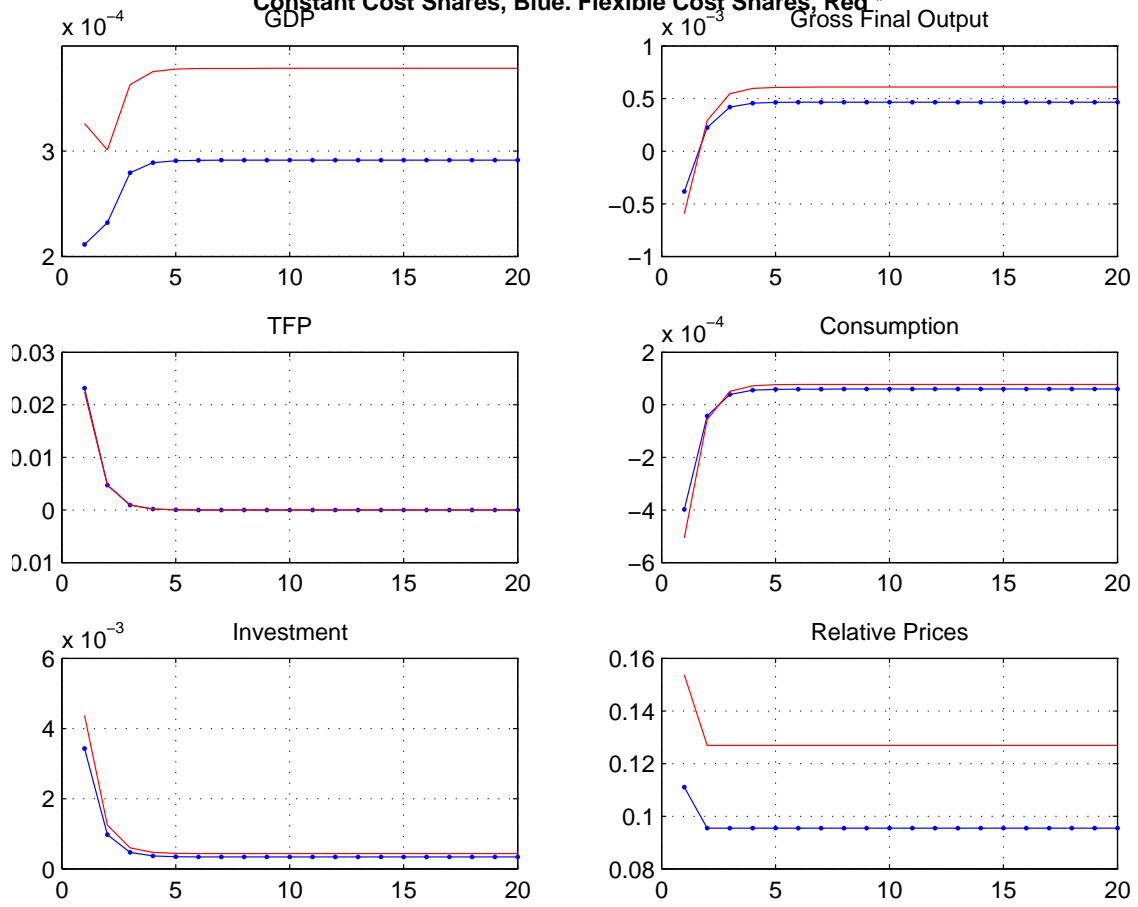 Constant Cost Shares, Blue. Flexible Cost Shares, Red *
x 10⁻⁴
GDP
4
3
2
0 5 10 15 20
x 10⁻³
Gross Final Output
1
0.5
0
−0.5
−1
0 5 10 15 20
TFP
0.03
0.02
0.01
0
0.01
0 5 10 15 20
x 10⁻⁴
Consumption
2
0
−2
−4
−6
0 5 10 15 20
x 10⁻³
Investment
6
4
2
0
0 5 10 15 20
Relative Prices
0.16
0.14
0.12
0.1
0.08
0 5 10 15 20